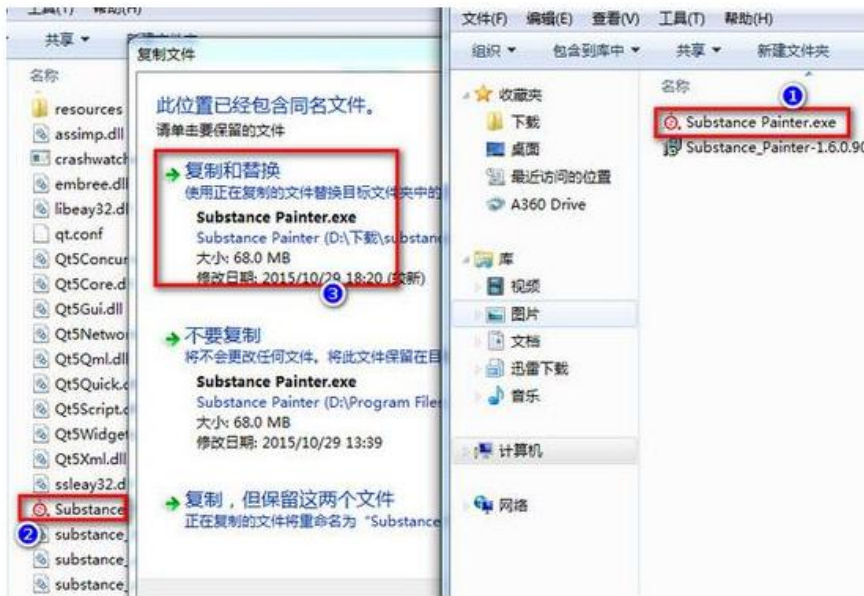 工具(T) 帮助(H)
共享
名称
resources
assimp.dll
crashwatch
embree.dll
libeay32.d
qt.conf
Qt5Concur
Qt5Core.d
Qt5Gui.dll
Qt5Networ
Qt5Qml.dll
Qt5Quick.d
Qt5Script.d
Qt5Widget
Qt5Xml.dll
ssleay32.d
Substance
2
substance_
substance_
substance_
复制文件
此位置已经包含同名文件。
请单击要保留的文件
复制和替换
使用正在复制的文件替换目标文件夹中的
Substance Painter.exe
Substance Painter (D:\下载\substanc
大小: 68.0 MB
修改日期: 2015/10/29 18:20 (较新)
3
不要复制
将不会更改任何文件。将此文件保留在目
Substance Painter.exe
Substance Painter (D:\Program Files
大小: 68.0 MB
修改日期: 2015/10/29 13:39
复制，但保留这两个文件
正在复制的文件将重命名为 “Substance
文件(F) 编辑(E) 查看(V) 工具(T) 帮助(H)
组织 包含到库中 共享 新建文件夹
收藏夹
下载
桌面
最近访问的位置
A360 Drive
库
视频
图片
文档
迅雷下载
音乐
计算机
网络
名称
1
Substance Painter.exe
Substance_Painter-1.6.0.90